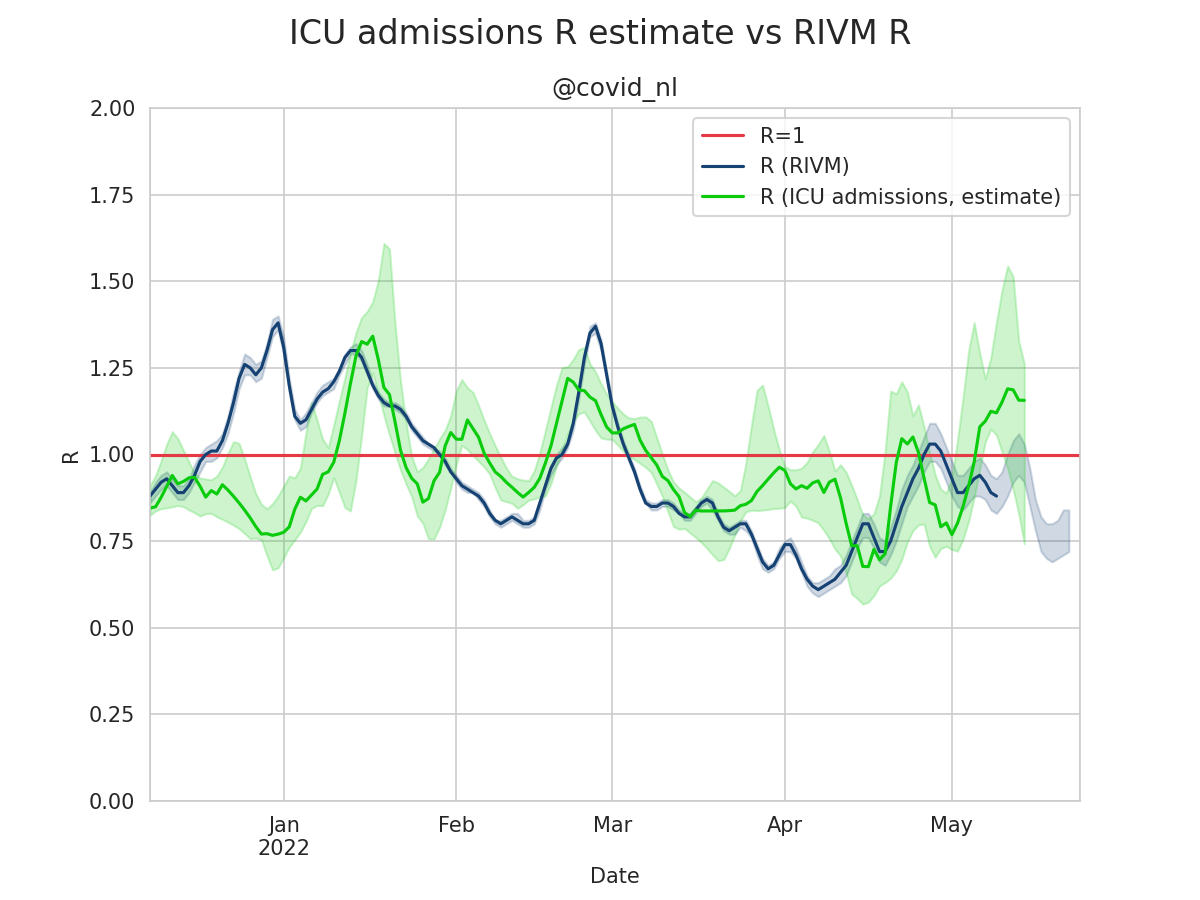 ICU admissions R estimate vs RIVM R
@covid_nl
2.00
1.75
1.50
1.25
1.00
0.75
0.50
0.25
0.00
R
R=1
R (RIVM)
R (ICU admissions, estimate)
Jan
2022
Feb
Mar
Apr
May
Date